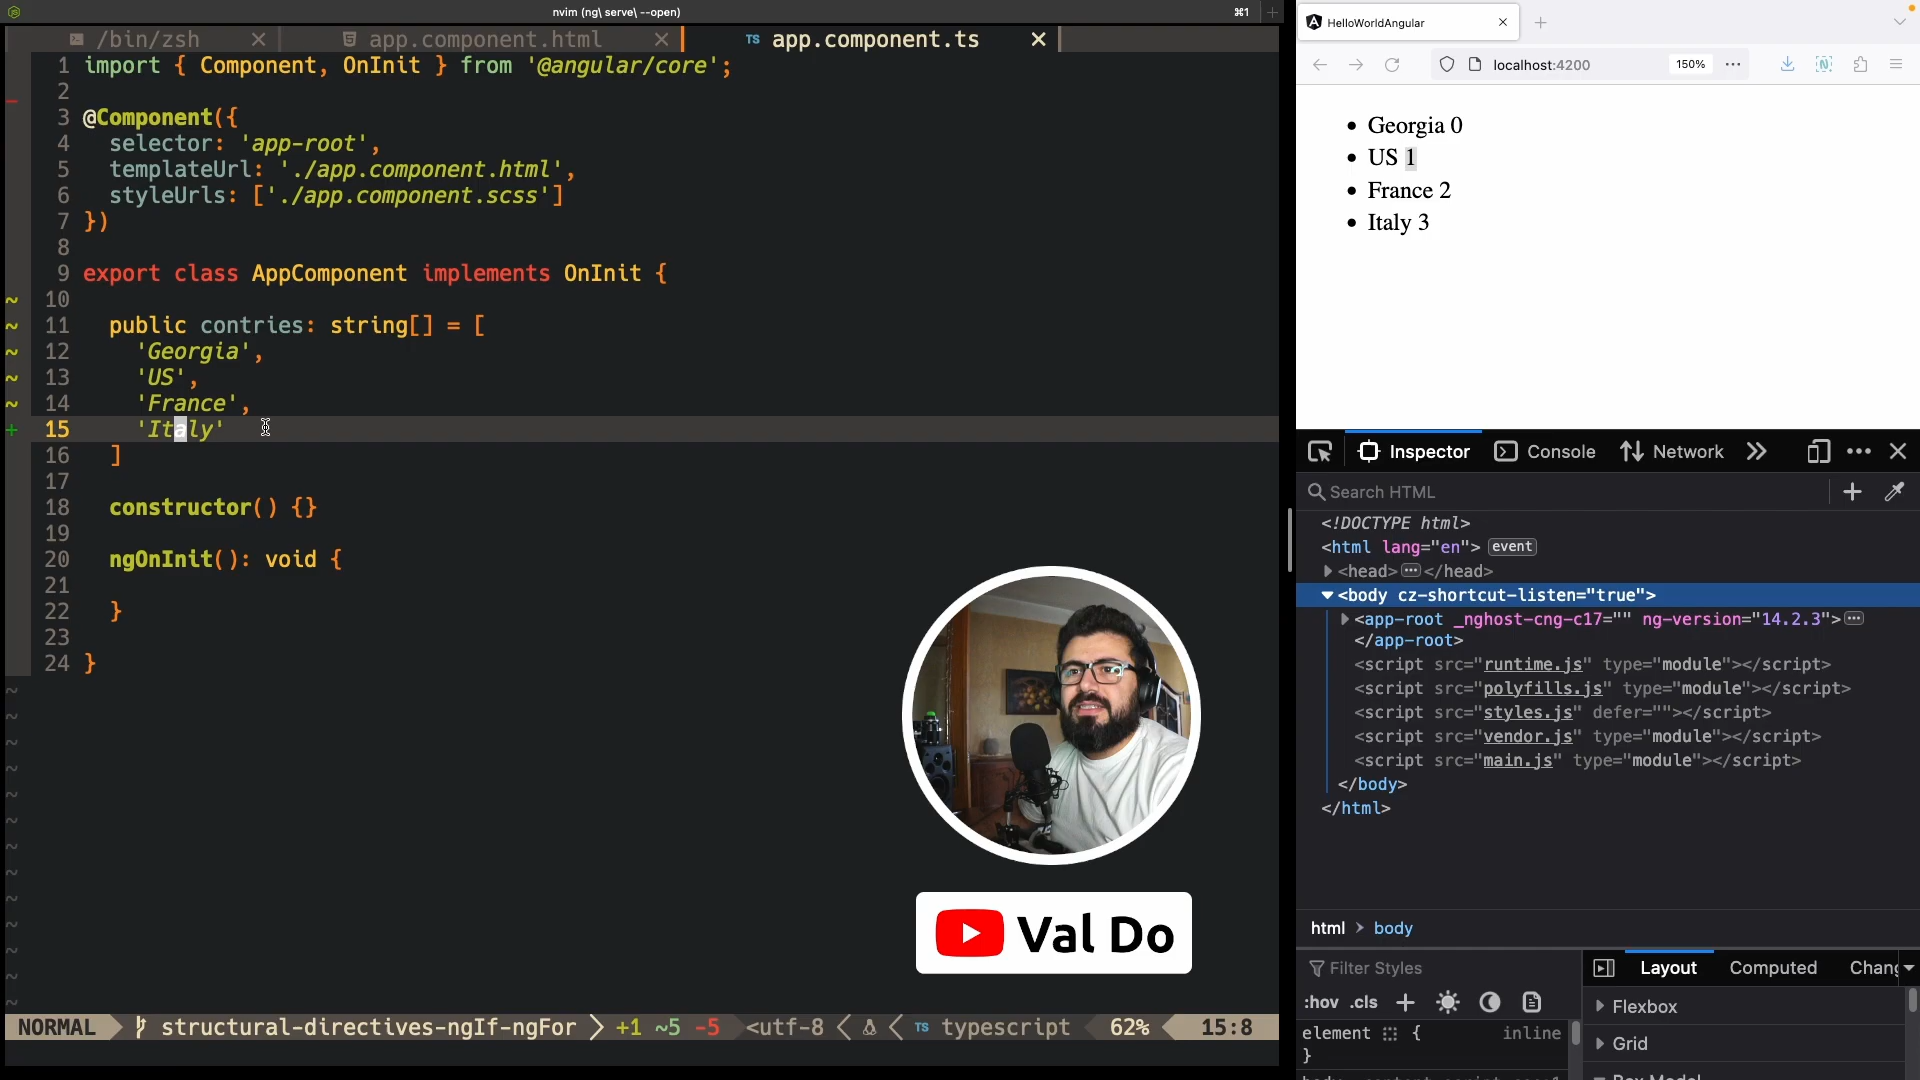 nvim (ng\ serve\ --open)
⌘1
/bin/zsh
app.component.html
TS app.component.ts
1 import { Component, OnInit } from '@angular/core';
2
3 @Component({
4 selector: 'app-root',
5 templateUrl: './app.component.html',
6 styleUrls: ['./app.component.scss']
7 })
8
9 export class AppComponent implements OnInit {
~ 10
~ 11 public contries: string[] = [
~ 12 'Georgia',
~ 13 'US',
~ 14 'France',
+ 15 'Italy'
16 ]
17
18 constructor() {}
19
20 ngOnInit(): void {
21
22 }
23
24 }
NORMAL structural-directives-ngIf-ngFor +1 ~5 -5 <utf-8 TS typescript 62% 15:8
Val Do
HelloWorldAngular
localhost:4200
150%
Georgia 0
US 1
France 2
Italy 3
Inspector
Console
Network
Search HTML
<!DOCTYPE html>
<html lang="en"> event
<head></head>
<body cz-shortcut-listen="true">
<app-root _nghost-cng-c17="" ng-version="14.2.3">
</app-root>
<script src="runtime.js" type="module"></script>
<script src="polyfills.js" type="module"></script>
<script src="styles.js" defer=""></script>
<script src="vendor.js" type="module"></script>
<script src="main.js" type="module"></script>
</body>
</html>
html > body
Filter Styles
:hov .cls +
element {
inline
}
Layout
Computed
Flexbox
Grid